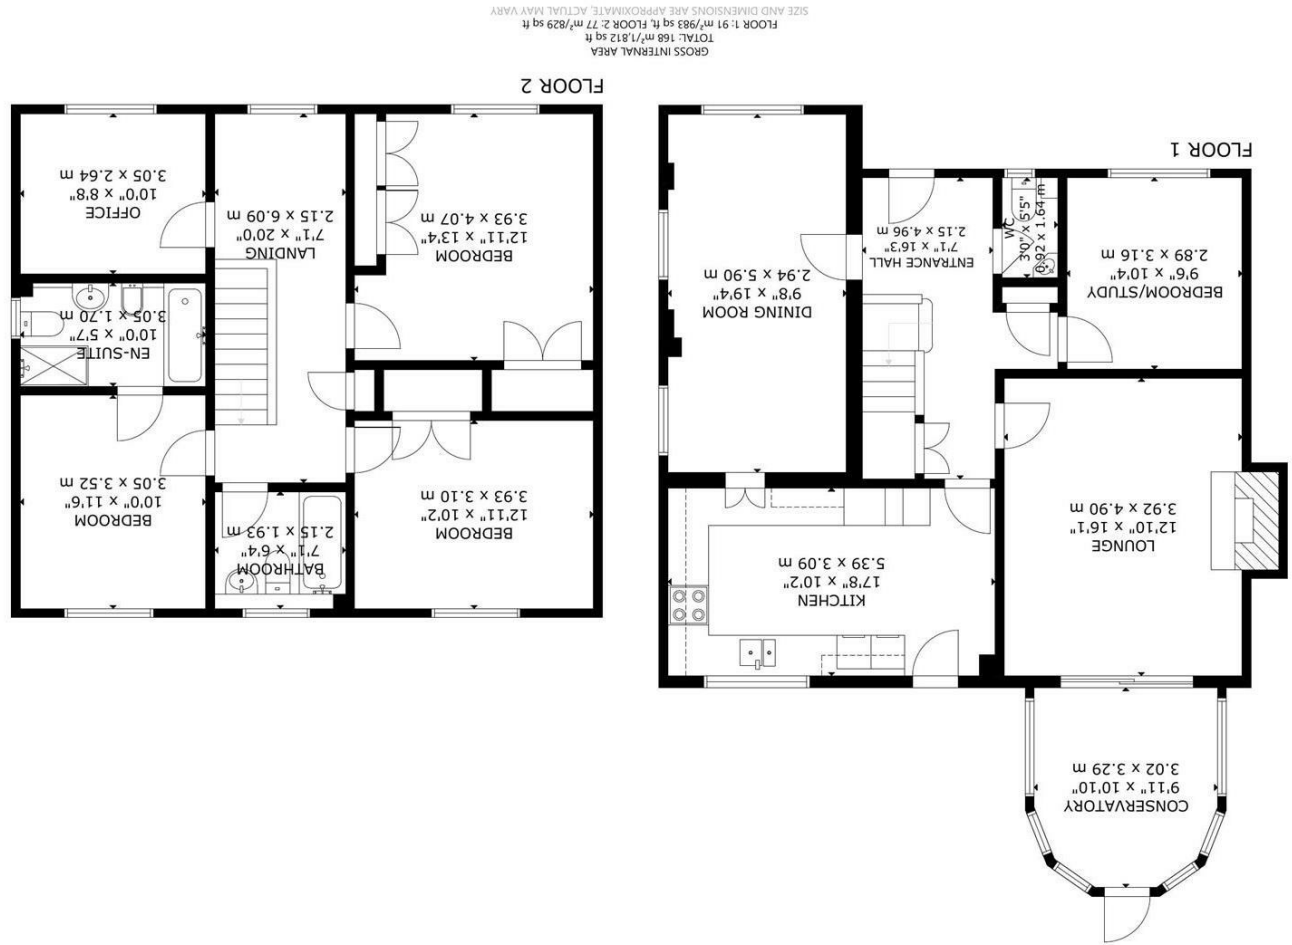 CONSERVATORY
9'11" x 10'10"
3.02 x 3.29 m
LOUNGE
12'10" x 16'1"
3.92 x 4.90 m
KITCHEN
17'8" x 10'2"
5.39 x 3.09 m
BEDROOM/STUDY
9'6" x 10'4"
2.89 x 3.16 m
WC
3'0" x 5'5"
0.92 x 1.64 m
ENTRANCE HALL
7'1" x 16'3"
2.15 x 4.96 m
DINING ROOM
9'8" x 19'4"
2.94 x 5.90 m
FLOOR 1
BEDROOM
12'11" x 10'2"
3.93 x 3.10 m
BATHROOM
7'1" x 6'4"
2.15 x 1.93 m
BEDROOM
10'0" x 11'6"
3.05 x 3.52 m
EN-SUITE
10'0" x 5'7"
3.05 x 1.70 m
BEDROOM
12'11" x 13'4"
3.93 x 4.07 m
LANDING
7'1" x 20'0"
2.15 x 6.09 m
OFFICE
10'0" x 8'8"
3.05 x 2.64 m
FLOOR 2
GROSS INTERNAL AREA
TOTAL: 168 m²/1,812 sq ft
FLOOR 1: 91 m²/983 sq ft, FLOOR 2: 77 m²/829 sq ft
SIZE AND DIMENSIONS ARE APPROXIMATE, ACTUAL MAY VARY